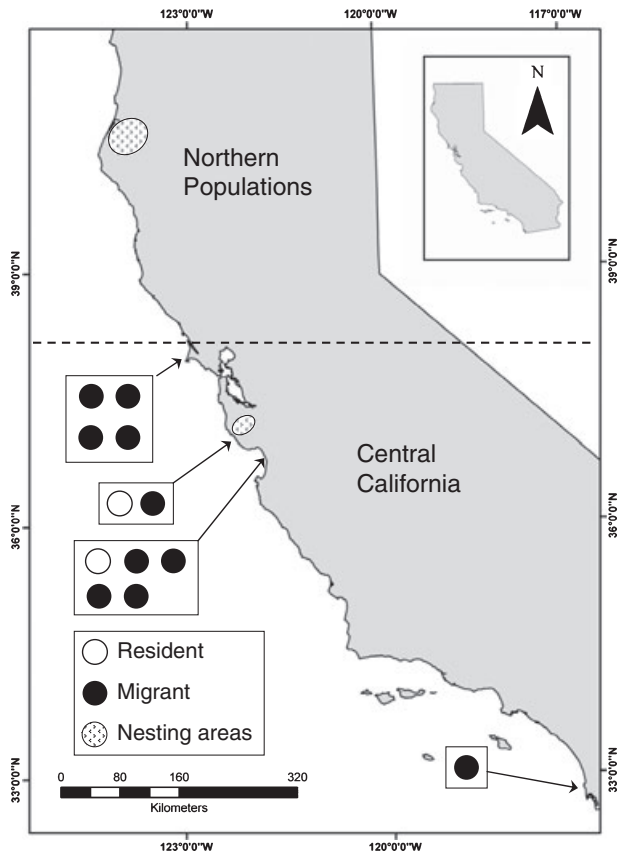 123°0'0"W 120°0'0"W 117°0'0"W
N
Northern
Populations
39°0'0"N 39°0'0"N
Central
California
36°0'0"N 36°0'0"N
Resident
Migrant
Nesting areas
33°0'0"N 33°0'0"N
0 80 160 320
Kilometers
123°0'0"W 120°0'0"W